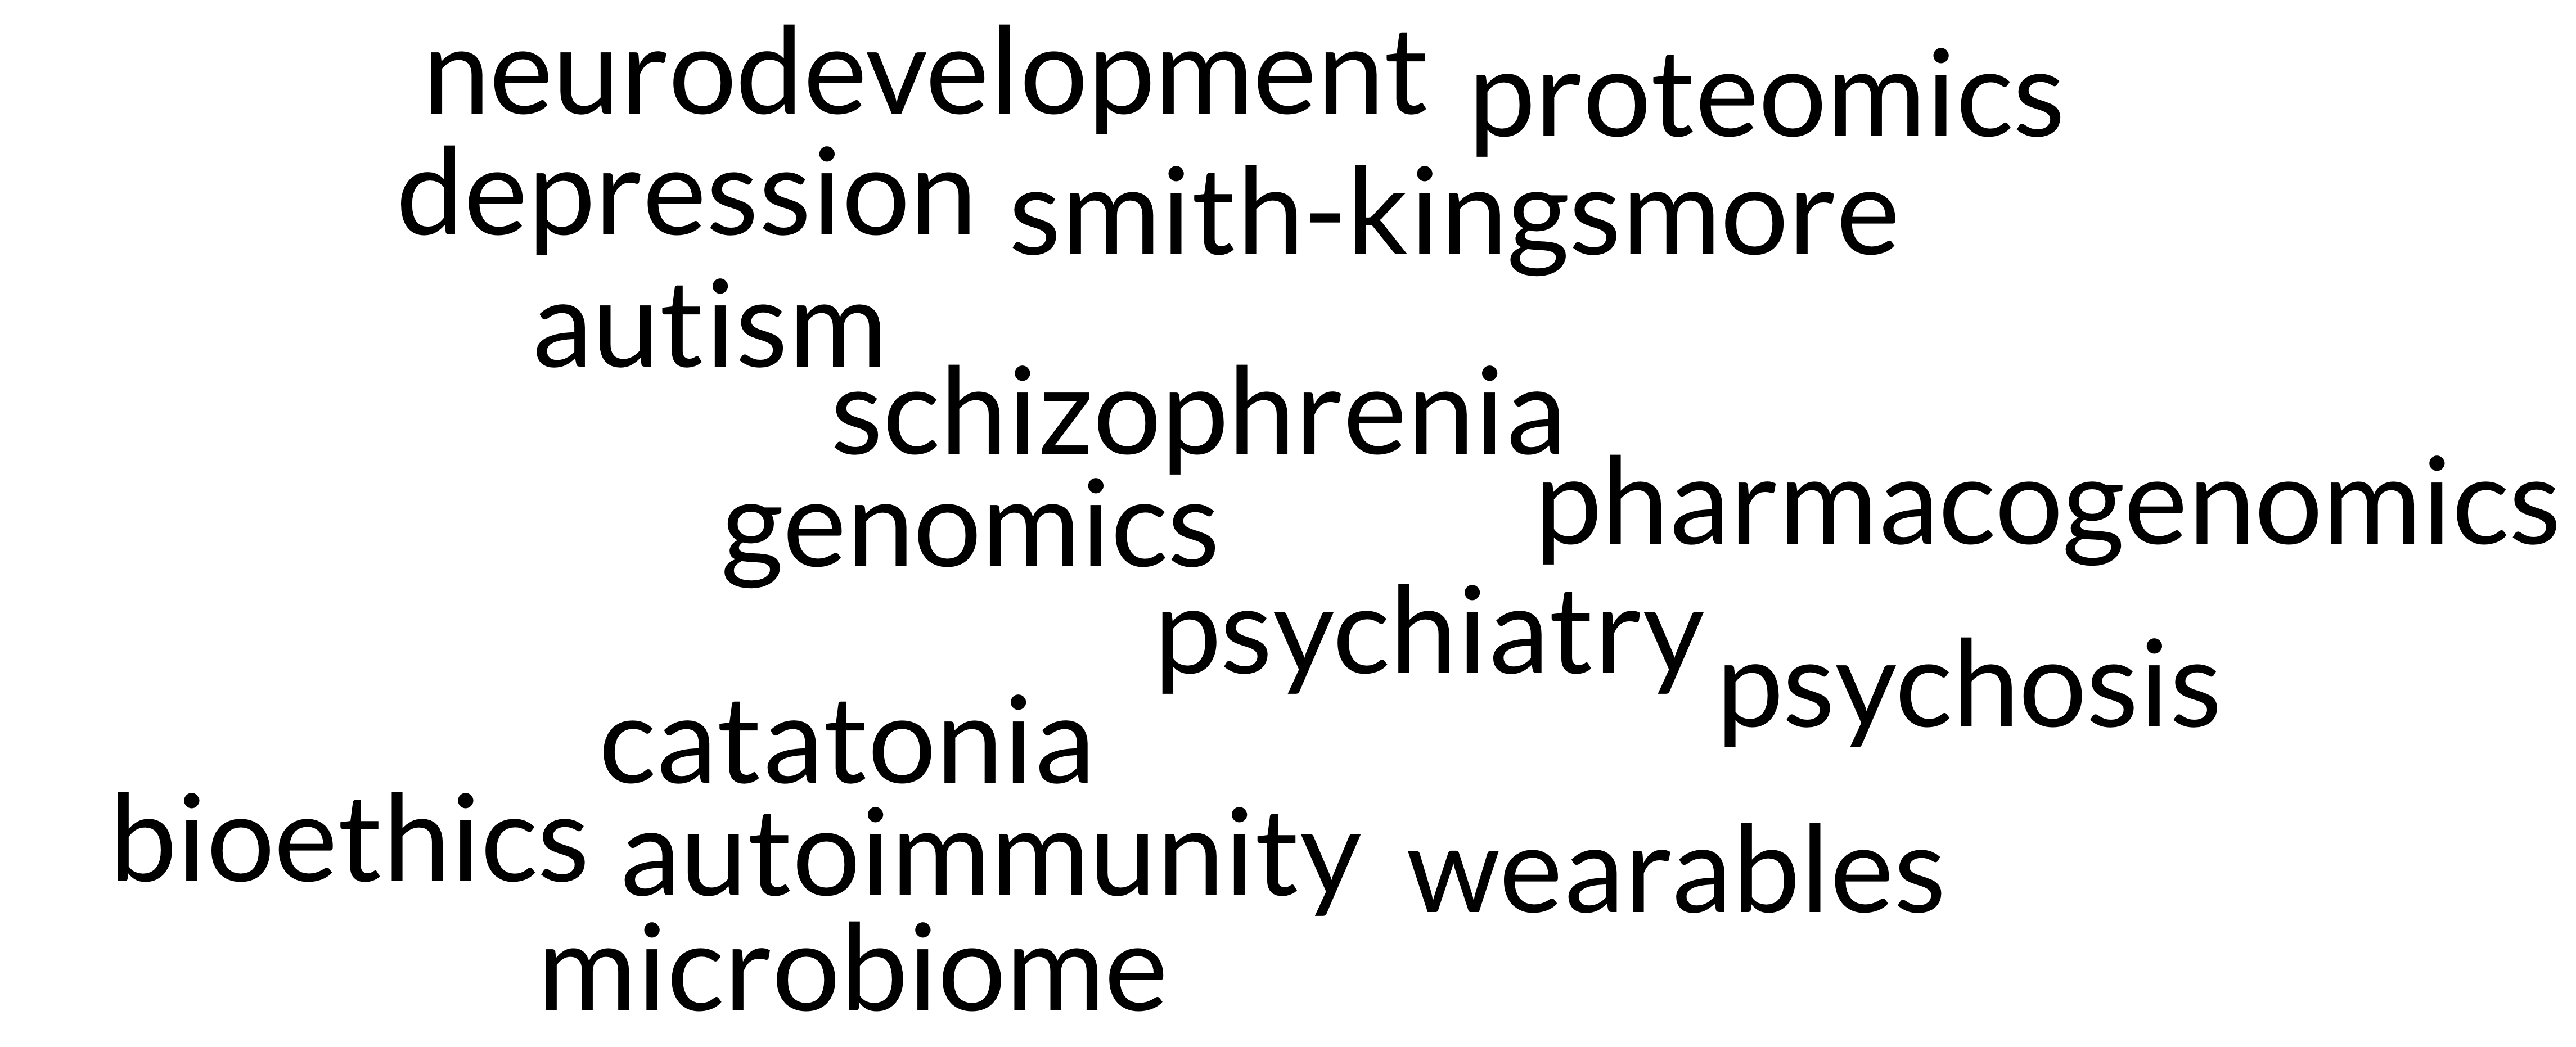 neurodevelopment proteomics
depression smith-kingsmore
autism
schizophrenia
genomics pharmacogenomics
psychiatry psychosis
catatonia
bioethics autoimmunity wearables
microbiome